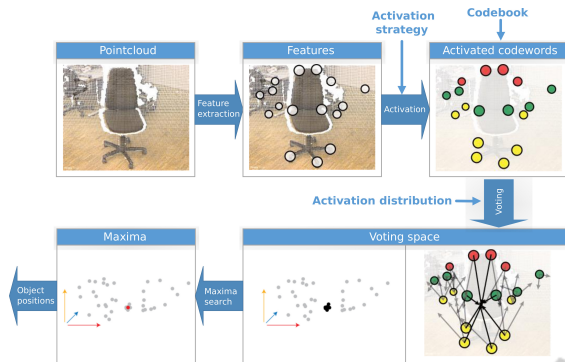 Activation
strategy
Codebook
Pointcloud
Features
Activated codewords
Feature
extraction
Activation
Activation distribution
Voting
Maxima
Voting space
Object
positions
Maxima
search